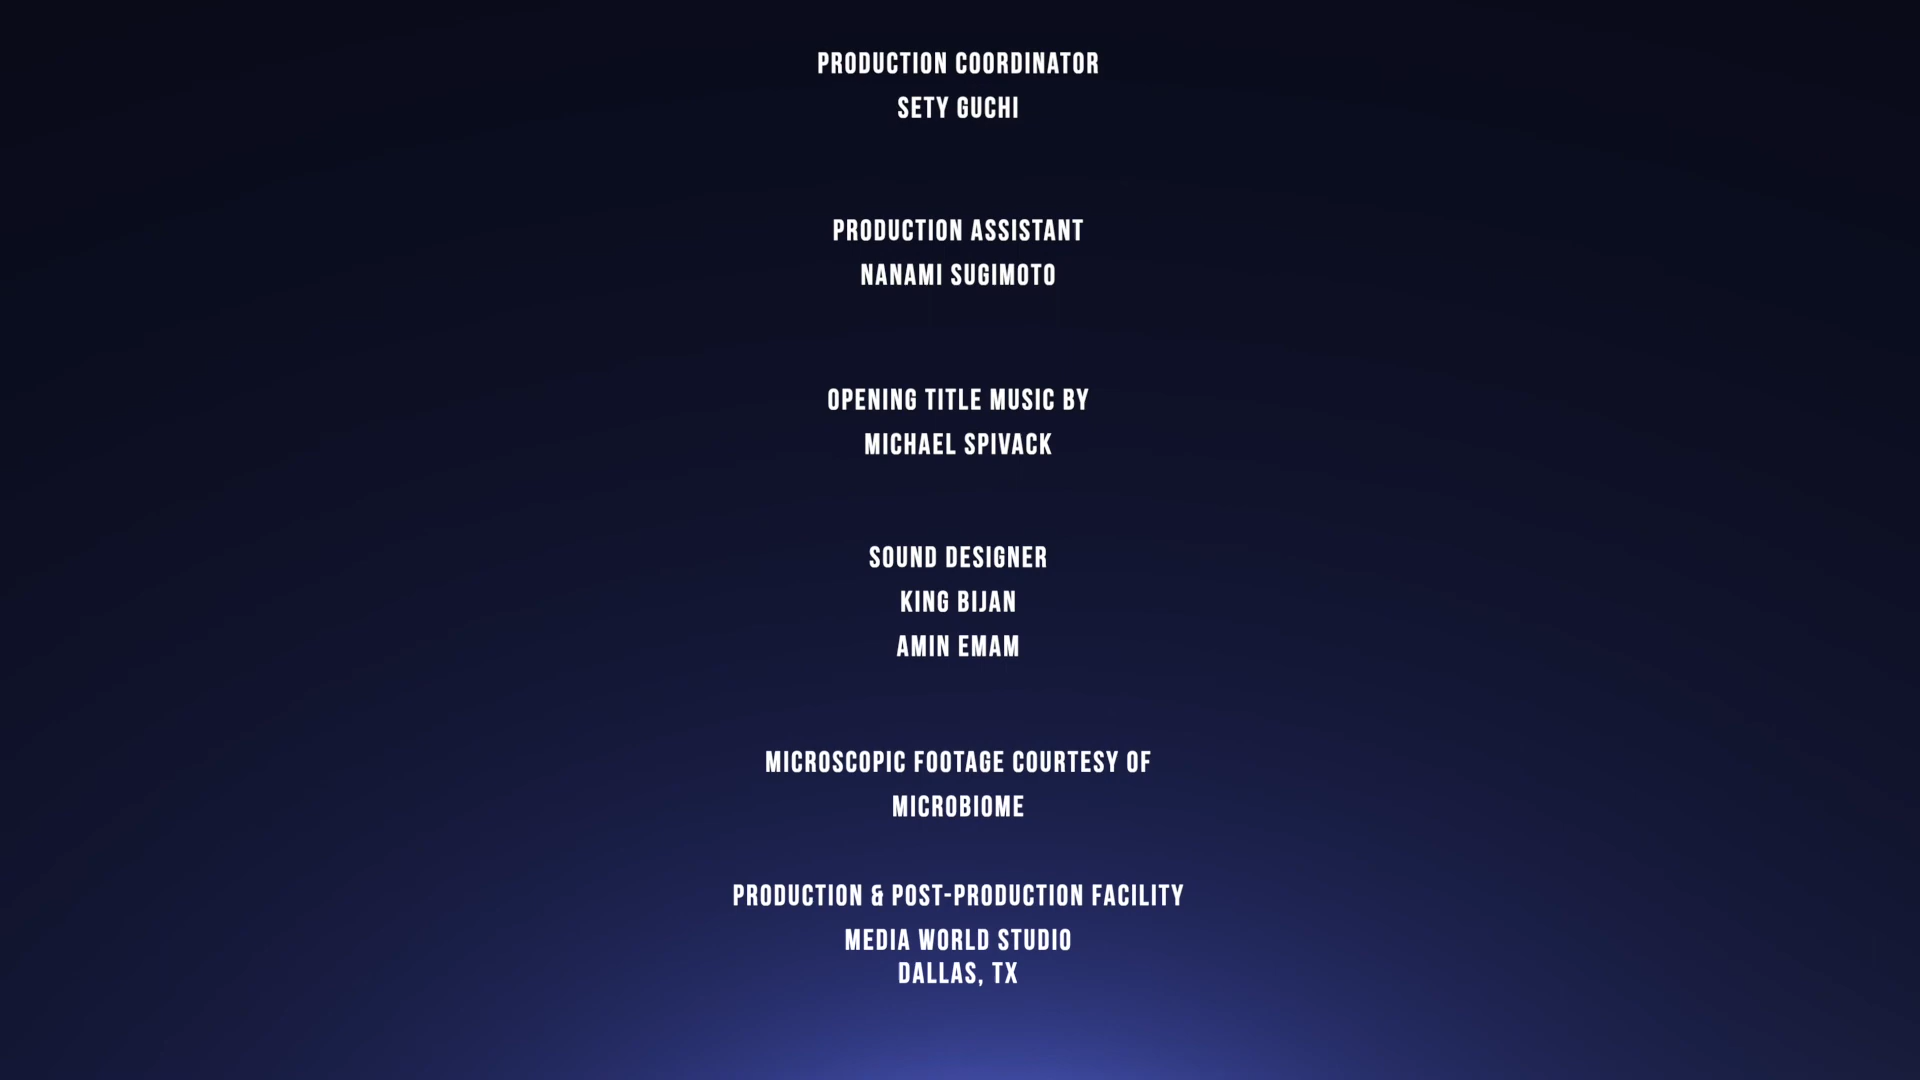 PRODUCTION COORDINATOR
SETY GUCHI
PRODUCTION ASSISTANT
NANAMI SUGIMOTO
OPENING TITLE MUSIC BY
MICHAEL SPIVACK
SOUND DESIGNER
KING BIJAN
AMIN EMAM
MICROSCOPIC FOOTAGE COURTESY OF
MICROBIOME
PRODUCTION & POST-PRODUCTION FACILITY
MEDIA WORLD STUDIO
DALLAS, TX